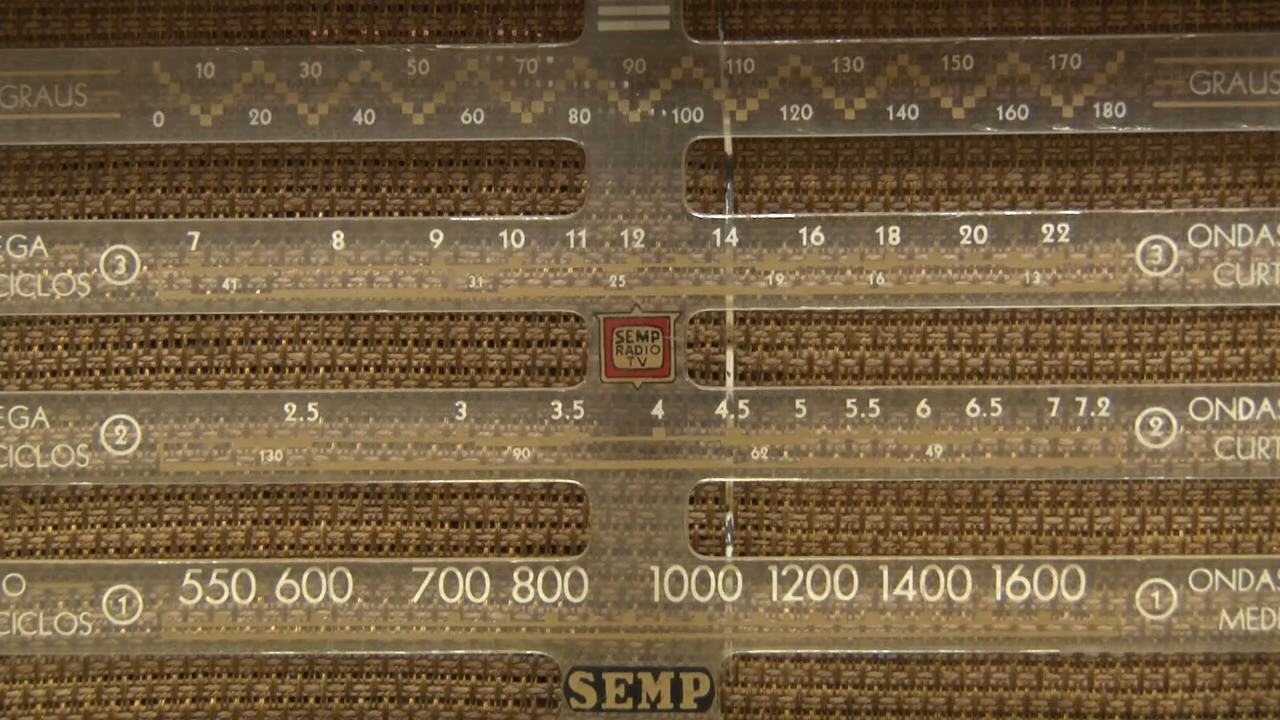 10 30 50 70 90 110 130 150 170
GRAUS GRAUS
0 20 40 60 80 100 120 140 160 180
EGA 7 8 9 10 11 12 14 16 18 20 22 ONDAS
3 3
CICLOS 41 31 25 19 16 13 CURT
SEMP
RADIO
TV
EGA 2.5 3 3.5 4 4.5 5 5.5 6 6.5 7 7.2 ONDA
2 2
CICLOS 130 90 62 49 CURT
O 550 600 700 800 1000 1200 1400 1600 ONDAS
1 1
CICLOS MEDI
SEMP